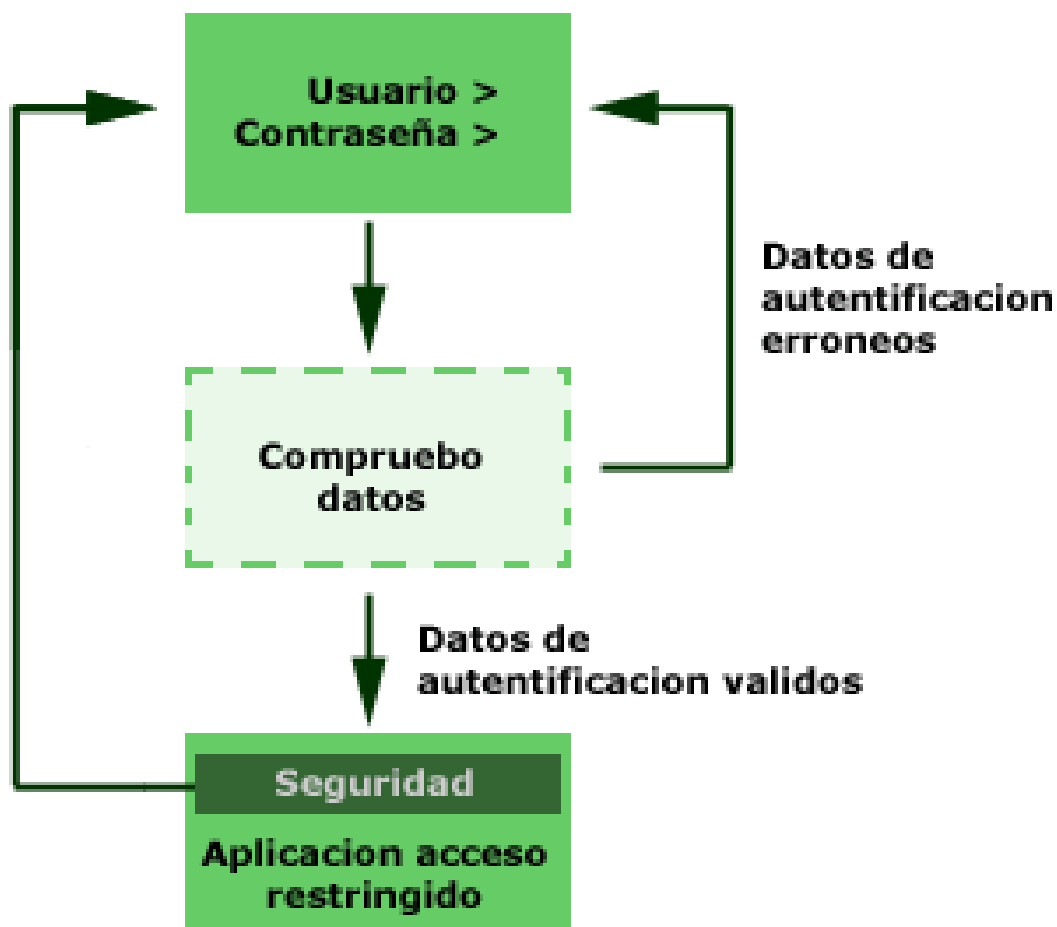 Usuario >
Contraseña >
Datos de
autentificacion
erroneos
Compruebo
datos
Datos de
autentificacion validos
Seguridad
Aplicacion acceso
restringido